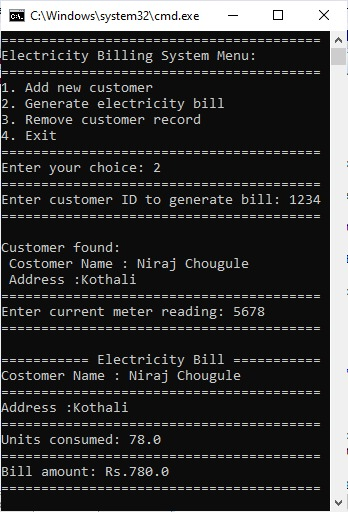 C:\Windows\system32\cmd.exe
========================================
Electricity Billing System Menu:
========================================
1. Add new customer
2. Generate electricity bill
3. Remove customer record
4. Exit
========================================
Enter your choice: 2
========================================
Enter customer ID to generate bill: 1234
========================================
Customer found:
Costomer Name : Niraj Chougule
Address :Kothali
========================================
Enter current meter reading: 5678
========================================
=========== Electricity Bill ===========
Costomer Name : Niraj Chougule
========================================
Address :Kothali
========================================
Units consumed: 78.0
========================================
Bill amount: Rs.780.0
========================================